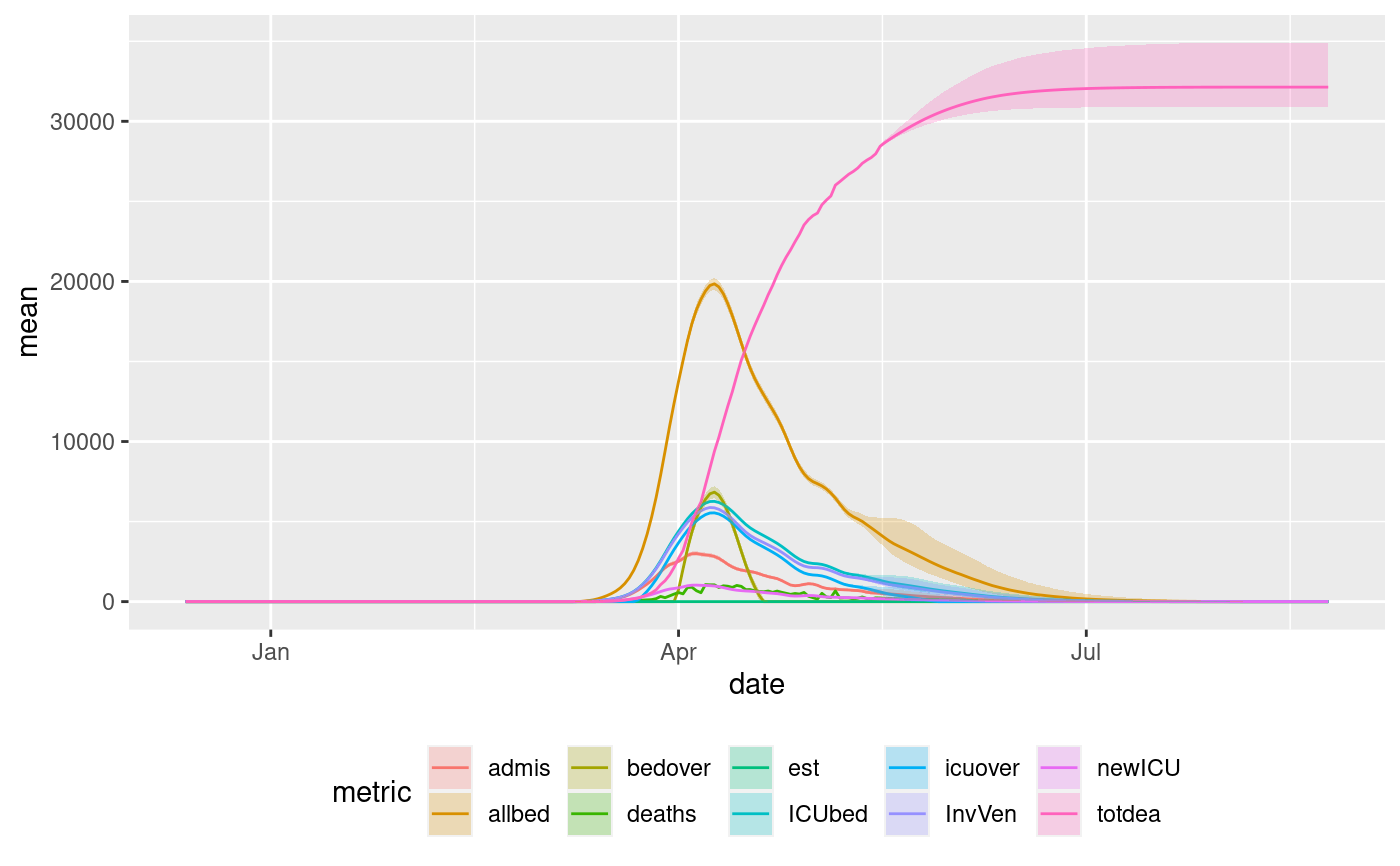 30000
20000
10000
0
mean
Jan Apr Jul
date
metric
admis bedover est icuover newICU
allbed deaths ICUbed InvVen totdea